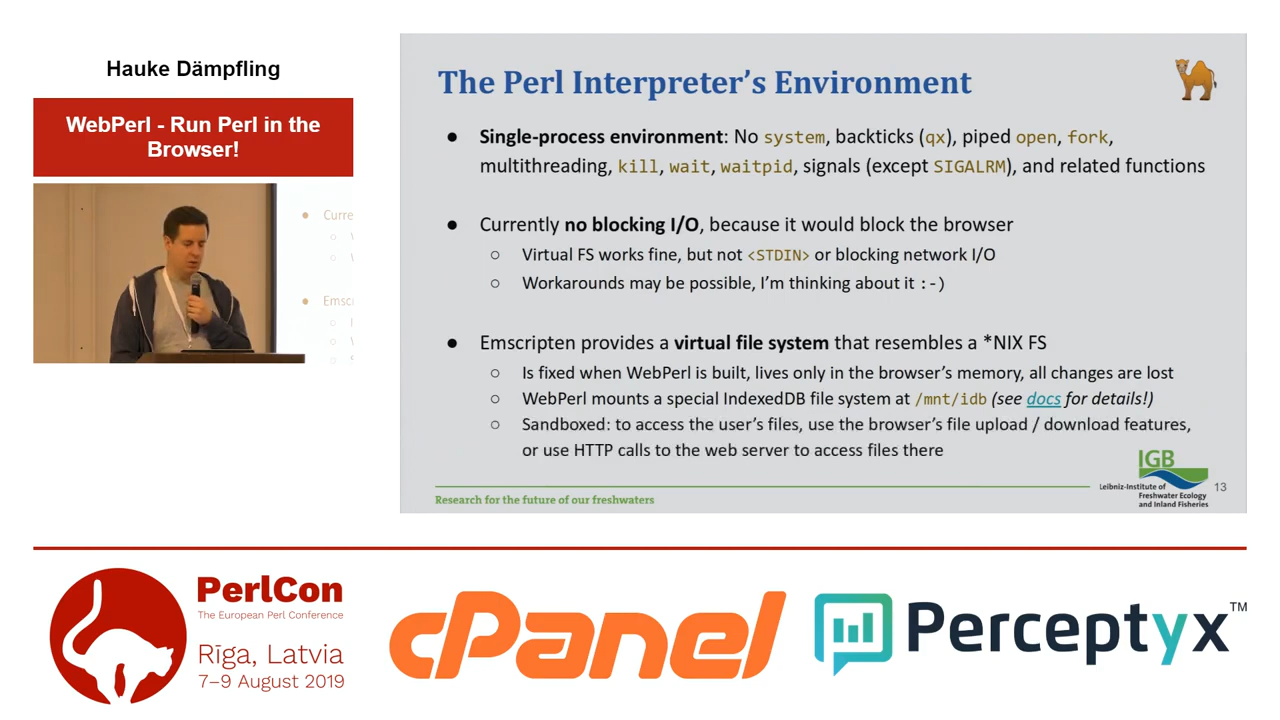 Hauke Dämpfling
WebPerl - Run Perl in the
Browser!
Curre
Emsc
The Perl Interpreter's Environment
● Single-process environment: No system, backticks (qx), piped open, fork,
multithreading, kill, wait, waitpid, signals (except SIGALRM), and related functions
● Currently no blocking I/O, because it would block the browser
○ Virtual FS works fine, but not <STDIN> or blocking network I/O
○ Workarounds may be possible, I'm thinking about it :-)
● Emscripten provides a virtual file system that resembles a *NIX FS
○ Is fixed when WebPerl is built, lives only in the browser's memory, all changes are lost
○ WebPerl mounts a special IndexedDB file system at /mnt/idb (see docs for details!)
○ Sandboxed: to access the user's files, use the browser's file upload / download features,
or use HTTP calls to the web server to access files there
Research for the future of our freshwaters
IGB
Leibniz-Institute of
Freshwater Ecology
and Inland Fisheries
13
PerlCon
The European Perl Conference
Rīga, Latvia
7–9 August 2019
cPanel
Perceptyx™